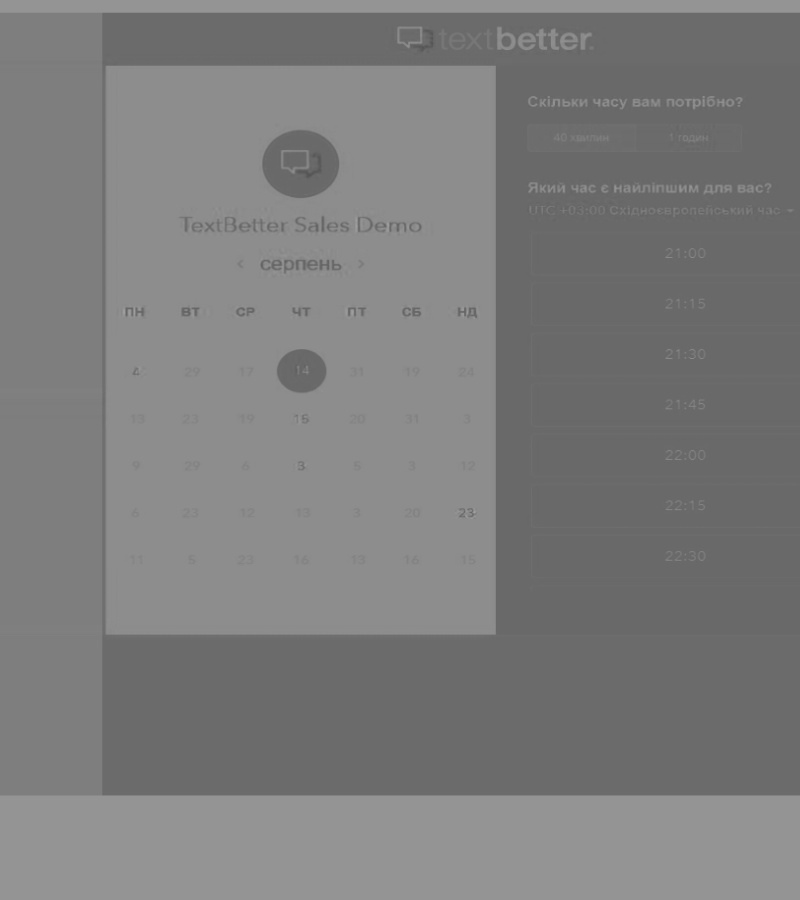 textbetter.
TextBetter Sales Demo
‹ серпень ›
ПН ВТ СР ЧТ ПТ СБ НД
4 29 17 14 31 19 24
13 23 19 15 20 31 3
9 29 6 3 5 3 12
6 23 12 13 3 20 23
11 5 23 16 13 16 15
Скільки часу вам потрібно?
40 хвилин 1 годин
Який час є найліпшим для вас?
UTC +03:00 Східноєвропейський час
21:00
21:15
21:30
21:45
22:00
22:15
22:30